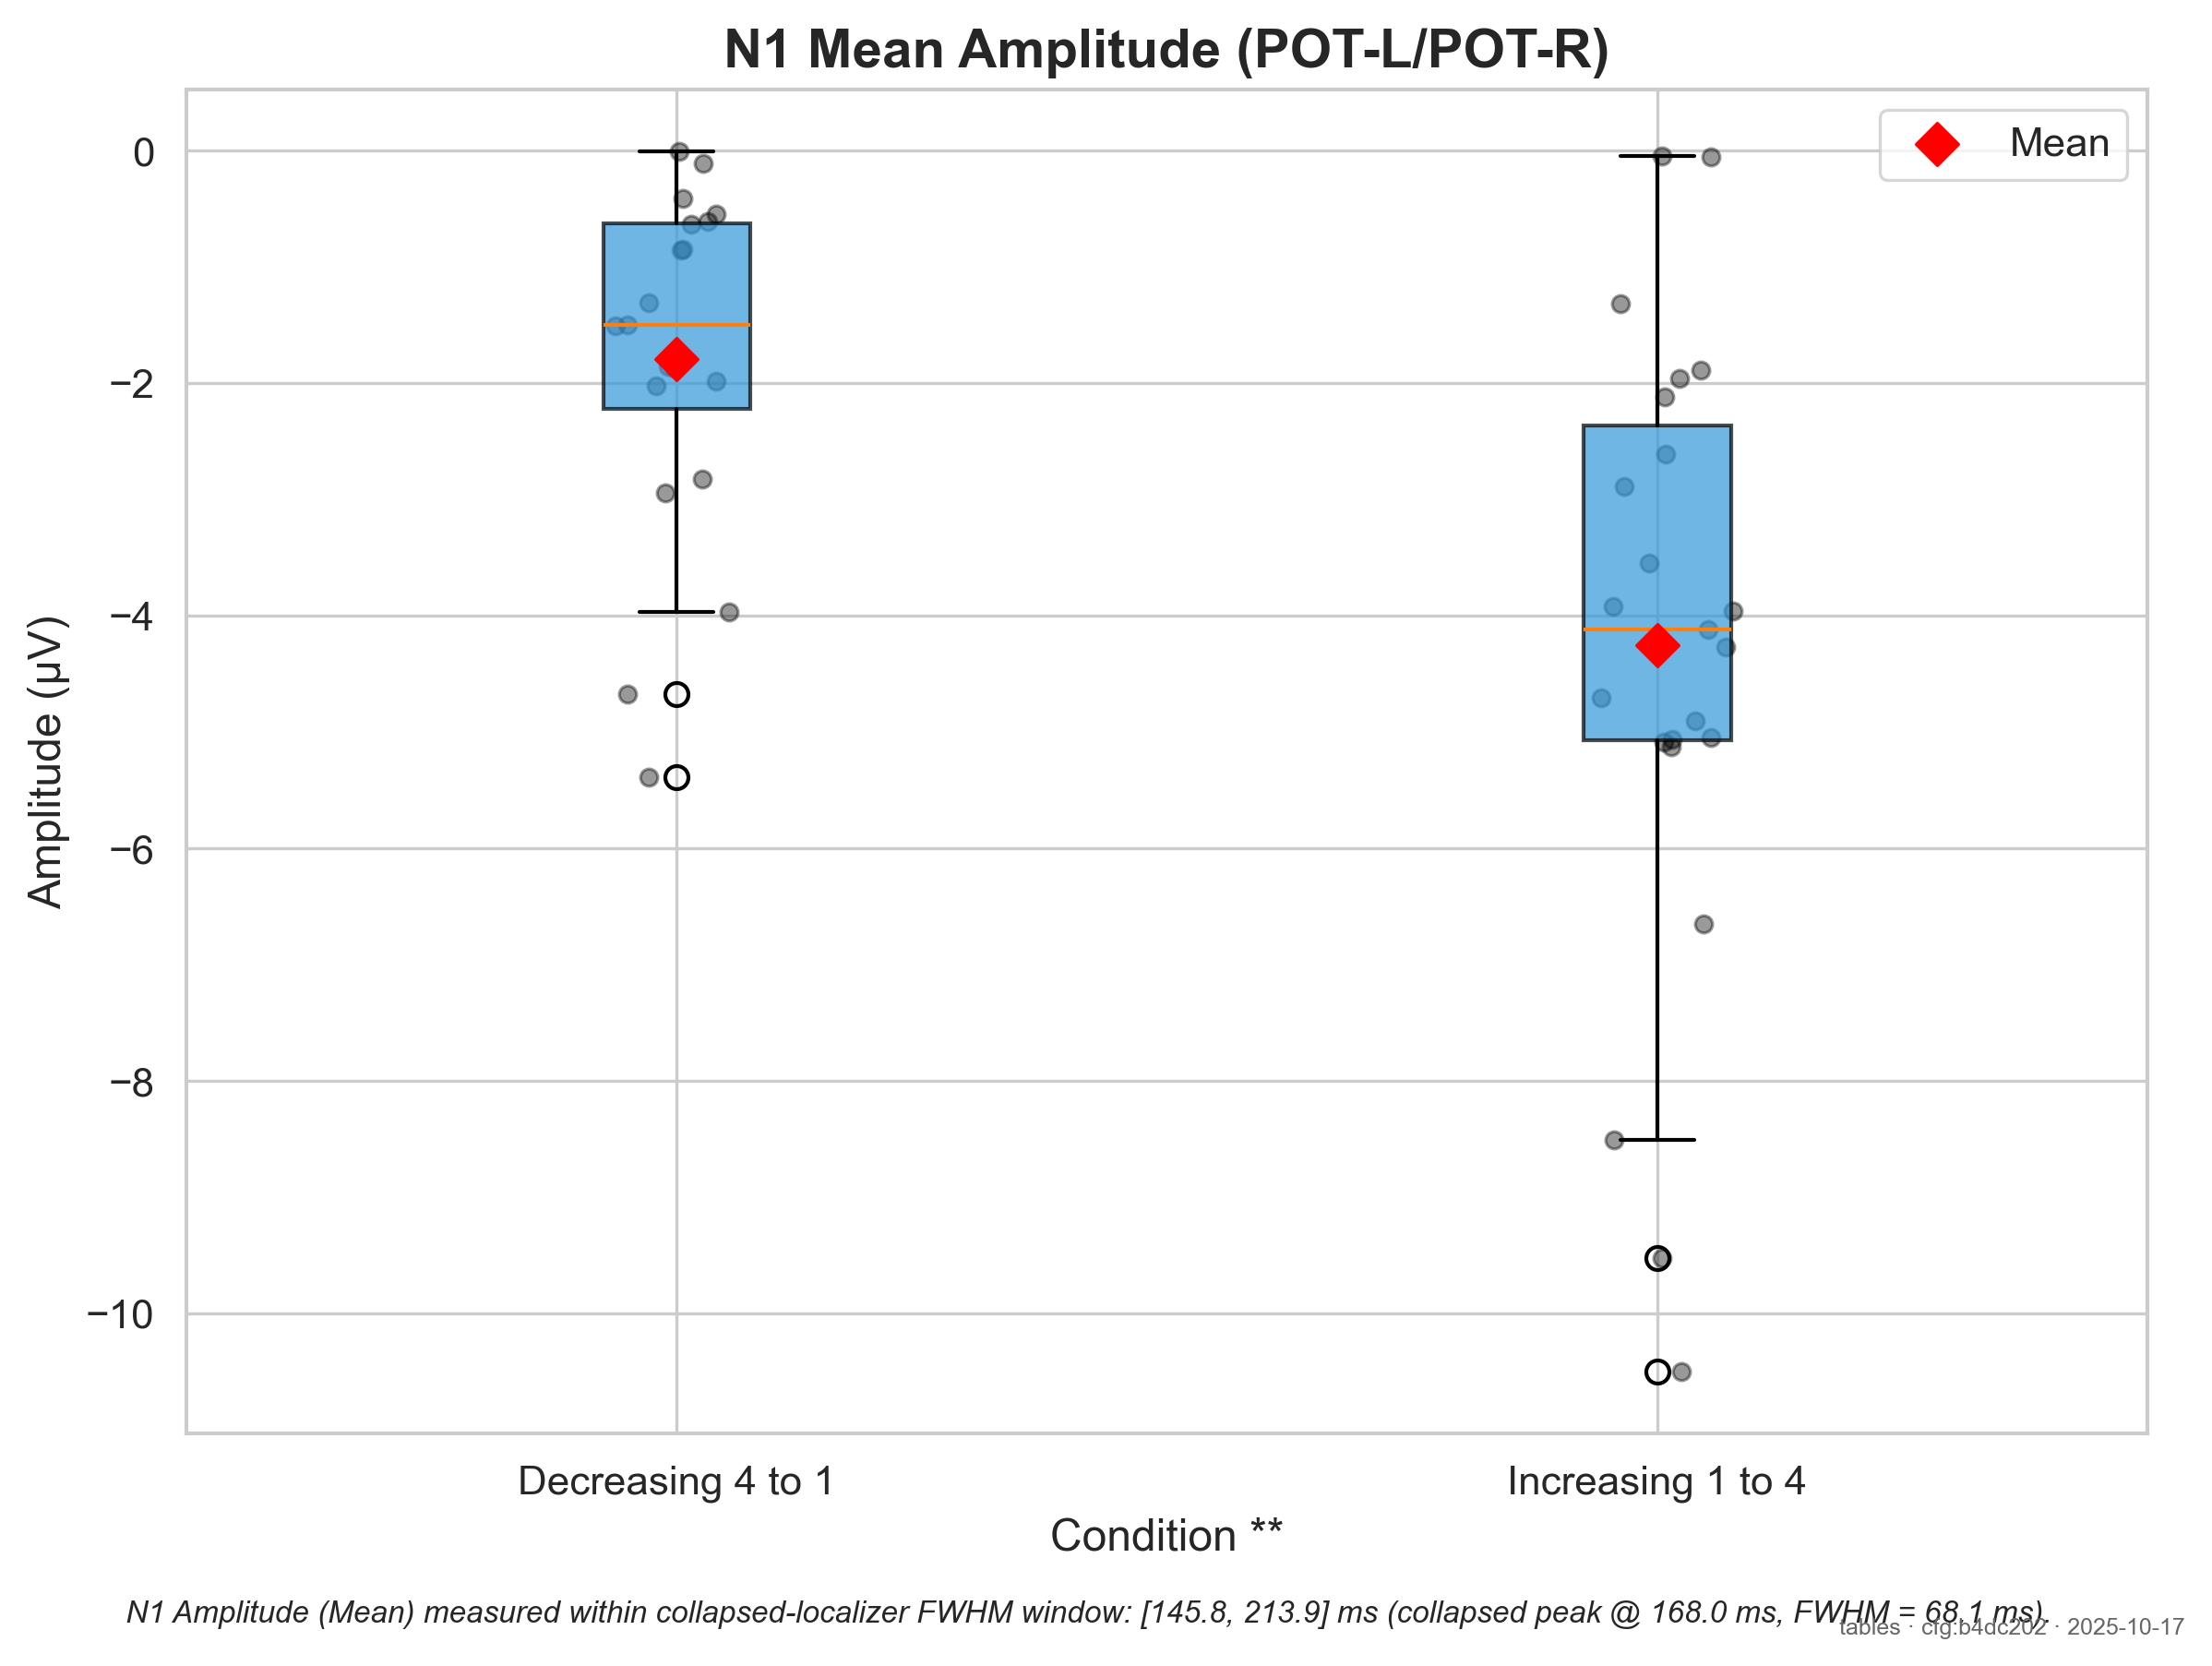 N1 Mean Amplitude (POT-L/POT-R)
Mean
0
−2
−4
−6
−8
−10
Amplitude (µV)
Decreasing 4 to 1
Increasing 1 to 4
Condition **
N1 Amplitude (Mean) measured within collapsed-localizer FWHM window: [145.8, 213.9] ms (collapsed peak @ 168.0 ms, FWHM = 68.1 ms).
tables · cfg:b4dc202 · 2025-10-17